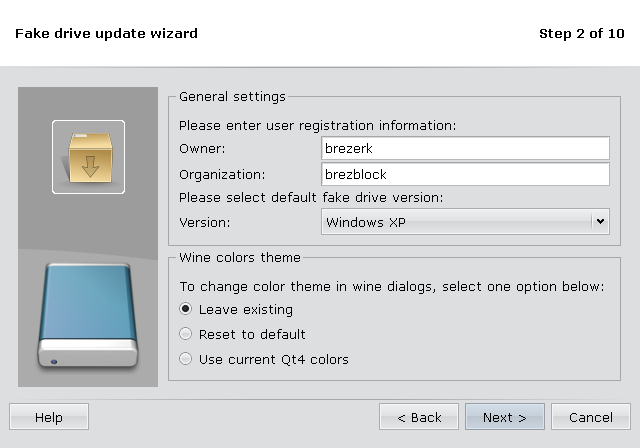 Fake drive update wizard
Step 2 of 10
General settings
Please enter user registration information:
Owner: brezerk
Organization: brezblock
Please select default fake drive version:
Version: Windows XP
Wine colors theme
To change color theme in wine dialogs, select one option below:
Leave existing
Reset to default
Use current Qt4 colors
Help < Back Next > Cancel